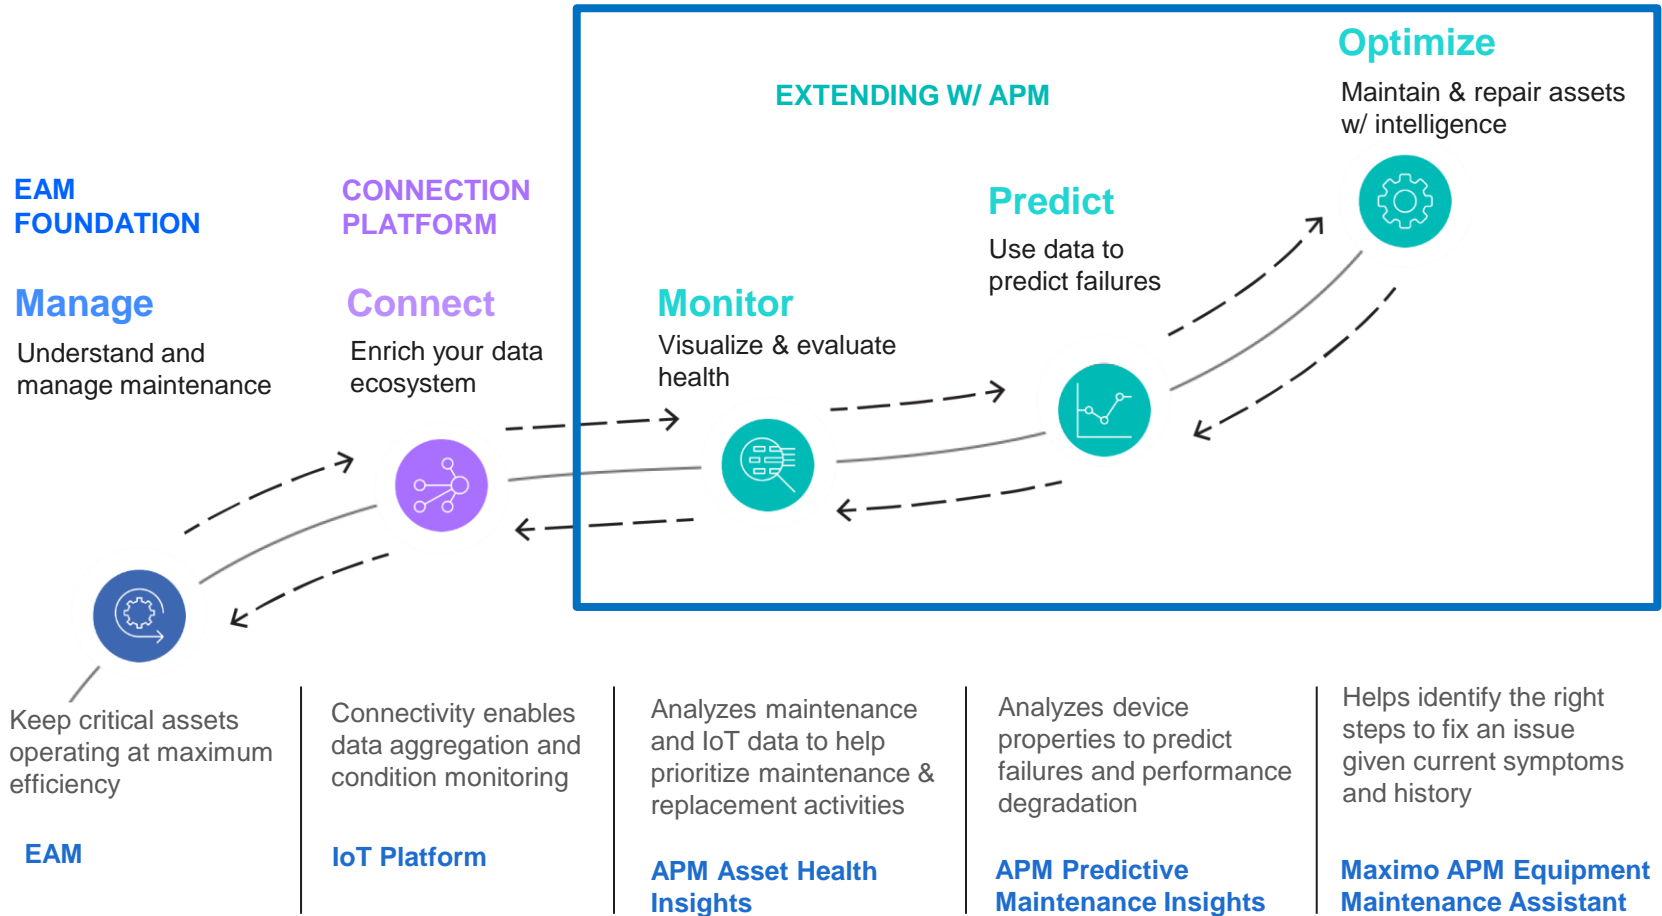 EXTENDING W/ APM
EAM
FOUNDATION
CONNECTION
PLATFORM
Manage
Understand and
manage maintenance
Connect
Enrich your data
ecosystem
Monitor
Visualize & evaluate
health
Predict
Use data to
predict failures
Optimize
Maintain & repair assets
w/ intelligence
Keep critical assets
operating at maximum
efficiency
EAM
Connectivity enables
data aggregation and
condition monitoring
IoT Platform
Analyzes maintenance
and IoT data to help
prioritize maintenance &
replacement activities
APM Asset Health
Insights
Analyzes device
properties to predict
failures and performance
degradation
APM Predictive
Maintenance Insights
Helps identify the right
steps to fix an issue
given current symptoms
and history
Maximo APM Equipment
Maintenance Assistant